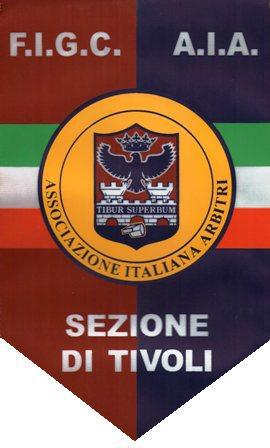 F.I.G.C. A.I.A.
TIBUR SUPERBUM
ASSOCIAZIONE ITALIANA ARBITRI
SEZIONE
DI TIVOLI